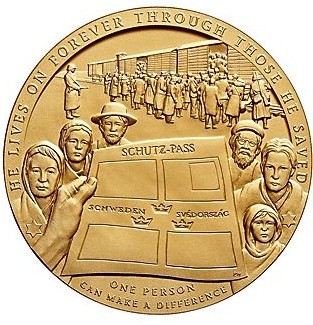 HE LIVES ON FOREVER THROUGH THOSE HE SAVED
SCHUTZ-PASS
SCHWEDEN
SVÉDORSZÁG
ONE PERSON
CAN MAKE A DIFFERENCE